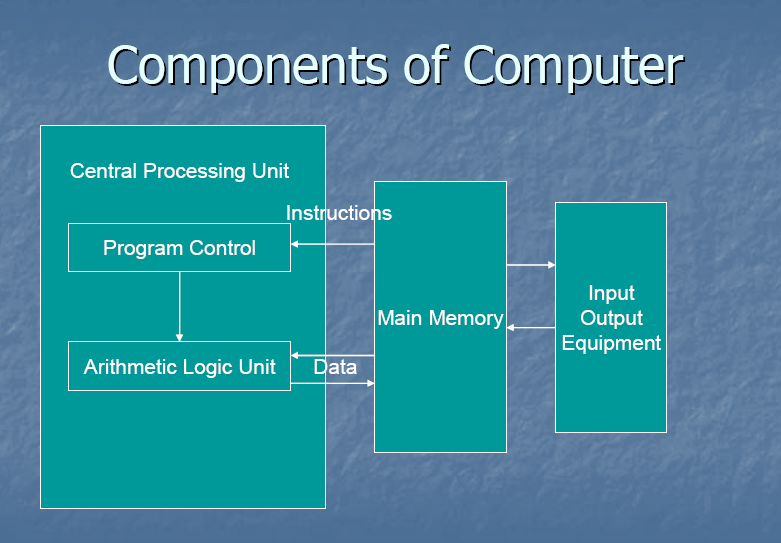 Components of Computer
Central Processing Unit
Instructions
Program Control
Main Memory
Input
Output
Equipment
Arithmetic Logic Unit
Data